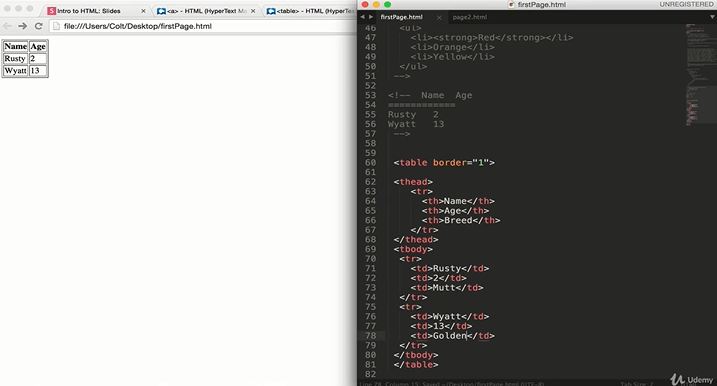 Intro to HTML: Slides
<a> - HTML (HyperText Ma
<table> - HTML (HyperText
file:///Users/Colt/Desktop/firstPage.html
Name Age
Rusty 2
Wyatt 13
firstPage.html
UNREGISTERED
firstPage.html
page2.html
46 <ul>
47 <li><strong>Red</strong></li>
48 <li>Orange</li>
49 <li>Yellow</li>
50 </ul>
51 -->
52
53 <!-- Name Age
54 ============
55 Rusty 2
56 Wyatt 13
57 -->
58
59
60 <table border="1">
61
62 <thead>
63 <tr>
64 <th>Name</th>
65 <th>Age</th>
66 <th>Breed</th>
67 </tr>
68 </thead>
69 <tbody>
70 <tr>
71 <td>Rusty</td>
72 <td>2</td>
73 <td>Mutt</td>
74 </tr>
75 <tr>
76 <td>Wyatt</td>
77 <td>13</td>
78 <td>Golden</td>
79 </tr>
80 </tbody>
81 </table>
82
Udemy